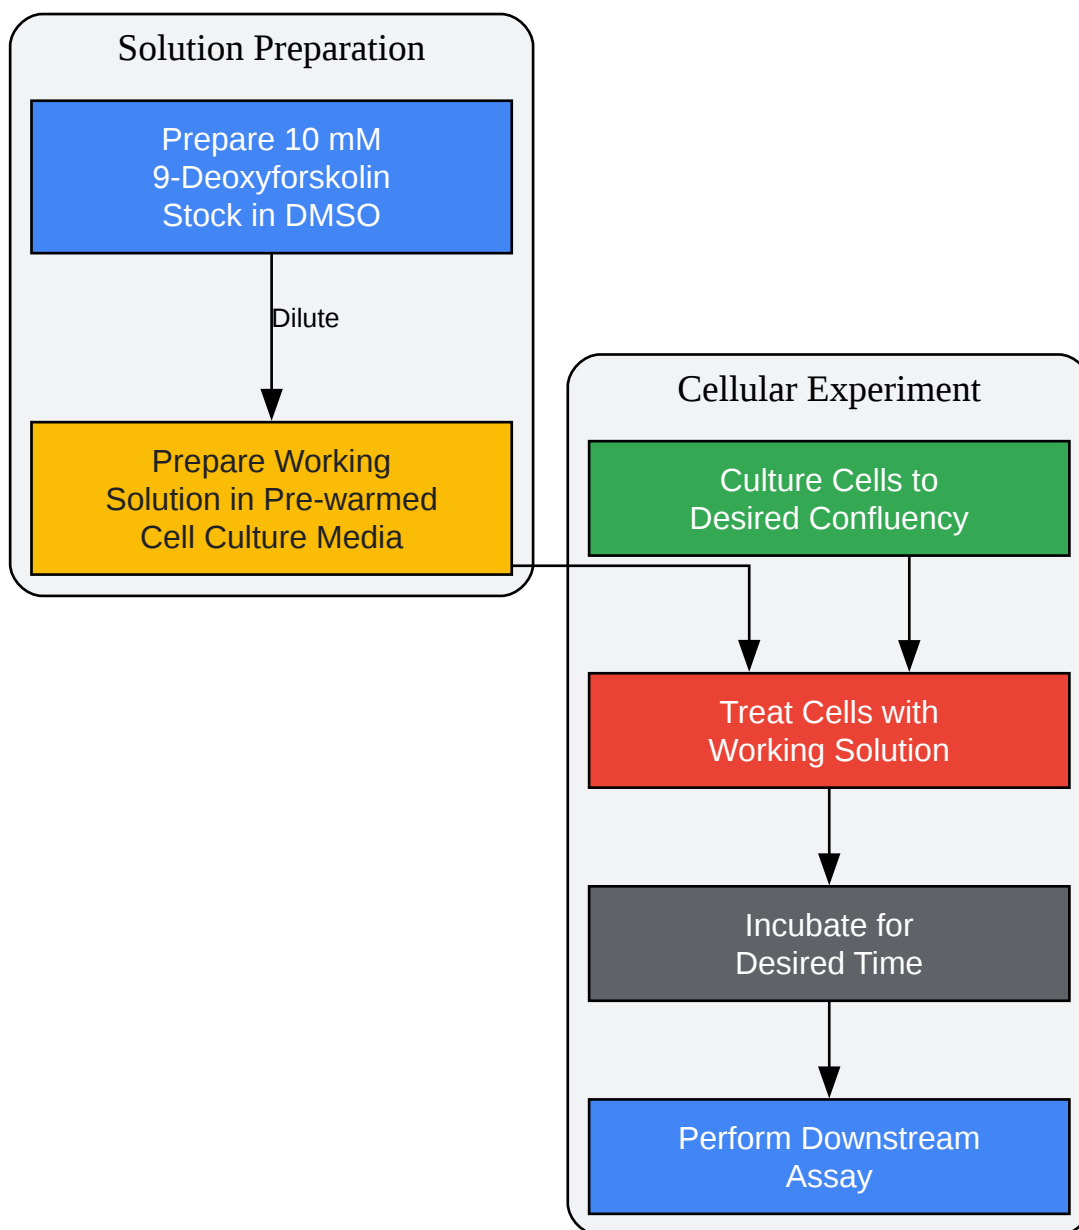 Solution Preparation
Prepare 10 mM
9-Deoxyforskolin
Stock in DMSO
Dilute
Prepare Working
Solution in Pre-warmed
Cell Culture Media
Cellular Experiment
Culture Cells to
Desired Confluency
Treat Cells with
Working Solution
Incubate for
Desired Time
Perform Downstream
Assay